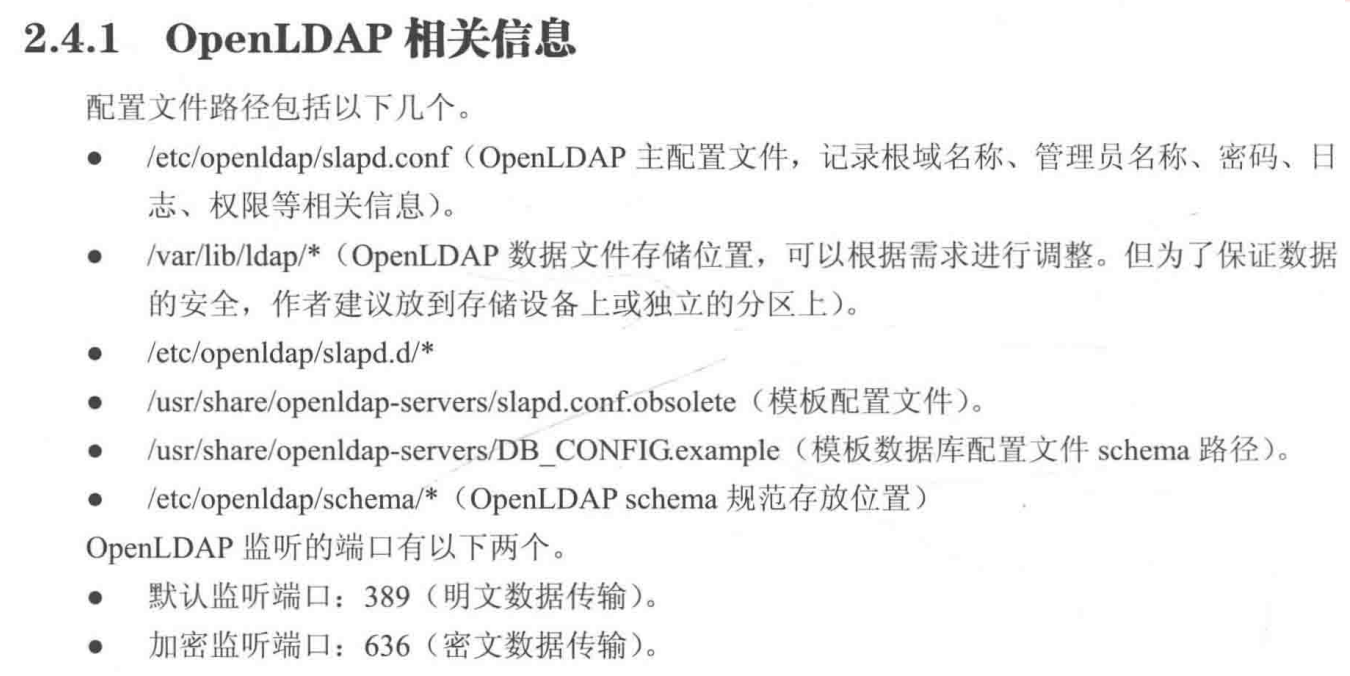 2.4.1 OpenLDAP 相关信息
配置文件路径包括以下几个。
● /etc/openldap/slapd.conf（OpenLDAP 主配置文件，记录根域名称、管理员名称、密码、日
志、权限等相关信息）。
● /var/lib/ldap/*（OpenLDAP 数据文件存储位置，可以根据需求进行调整。但为了保证数据
的安全，作者建议放到存储设备上或独立的分区上）。
● /etc/openldap/slapd.d/*
● /usr/share/openldap-servers/slapd.conf.obsolete（模板配置文件）。
● /usr/share/openldap-servers/DB_CONFIG.example（模板数据库配置文件 schema 路径）。
● /etc/openldap/schema/*（OpenLDAP schema 规范存放位置）
OpenLDAP 监听的端口有以下两个。
● 默认监听端口：389（明文数据传输）。
● 加密监听端口：636（密文数据传输）。